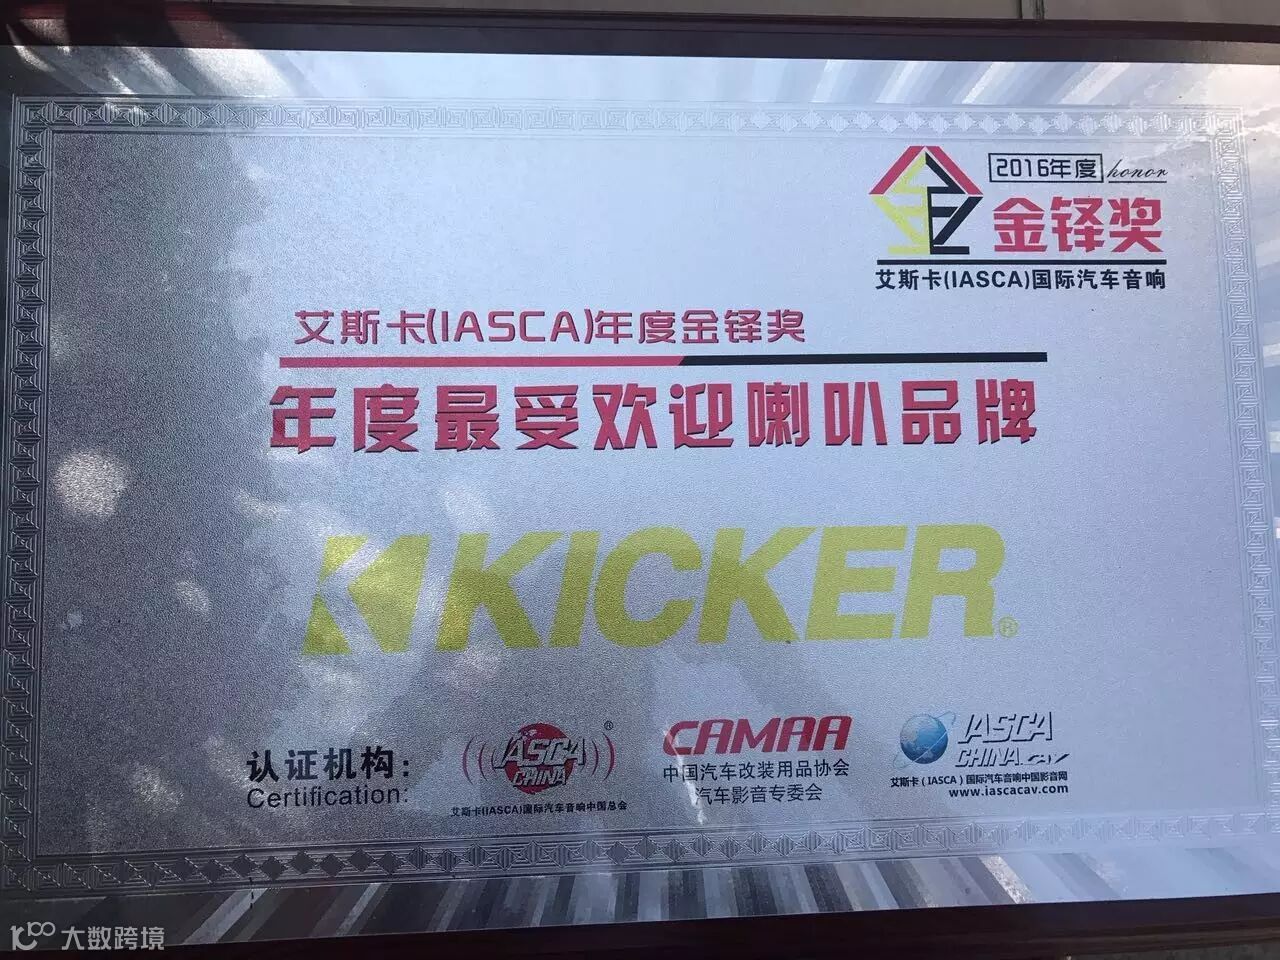 2016年度 honor
金铎奖
艾斯卡(IASCA)国际汽车音响
艾斯卡(IASCA)年度金铎奖
年度最受欢迎喇叭品牌
KICKER®
认证机构:
Certification:
IASCA ®
CHINA
艾斯卡(IASCA)国际汽车音响中国总会
CAMAA
中国汽车改装用品协会
汽车影音专委会
IASCA
CHINA CAV
艾斯卡(IASCA)国际汽车音响中国影音网
www.iascacav.com
大数跨境